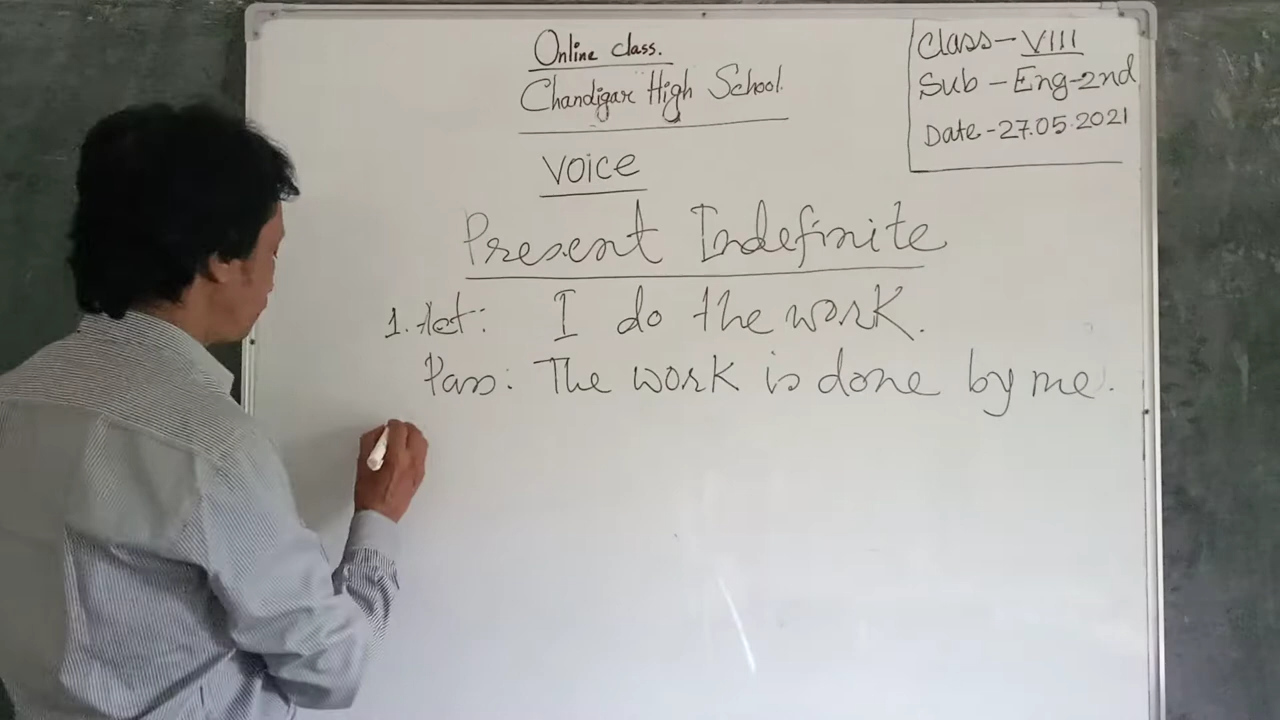 Online class.
Chandigar High School.
Class-VIII
Sub-Eng-2nd
Date-27.05.2021
VOICE
Present Indefinite
1. Act: I do the work.
Pass: The work is done by me.